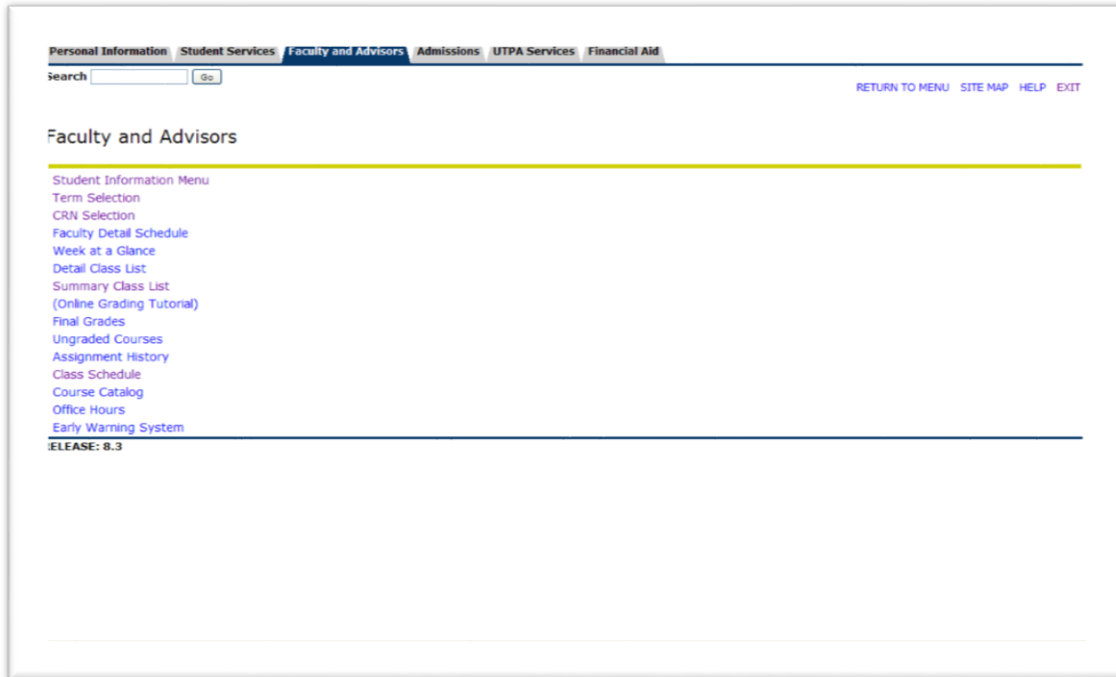 Personal Information Student Services Faculty and Advisors Admissions UTPA Services Financial Aid
Search Go
RETURN TO MENU SITE MAP HELP EXIT
Faculty and Advisors
Student Information Menu
Term Selection
CRN Selection
Faculty Detail Schedule
Week at a Glance
Detail Class List
Summary Class List
(Online Grading Tutorial)
Final Grades
Ungraded Courses
Assignment History
Class Schedule
Course Catalog
Office Hours
Early Warning System
ELEASE: 8.3